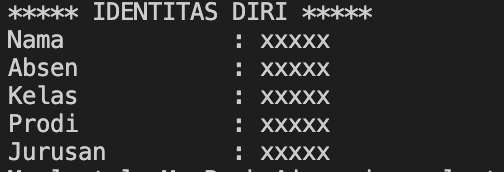 ***** IDENTITAS DIRI *****
Nama            : xxxxx
Absen           : xxxxx
Kelas           : xxxxx
Prodi           : xxxxx
Jurusan         : xxxxx